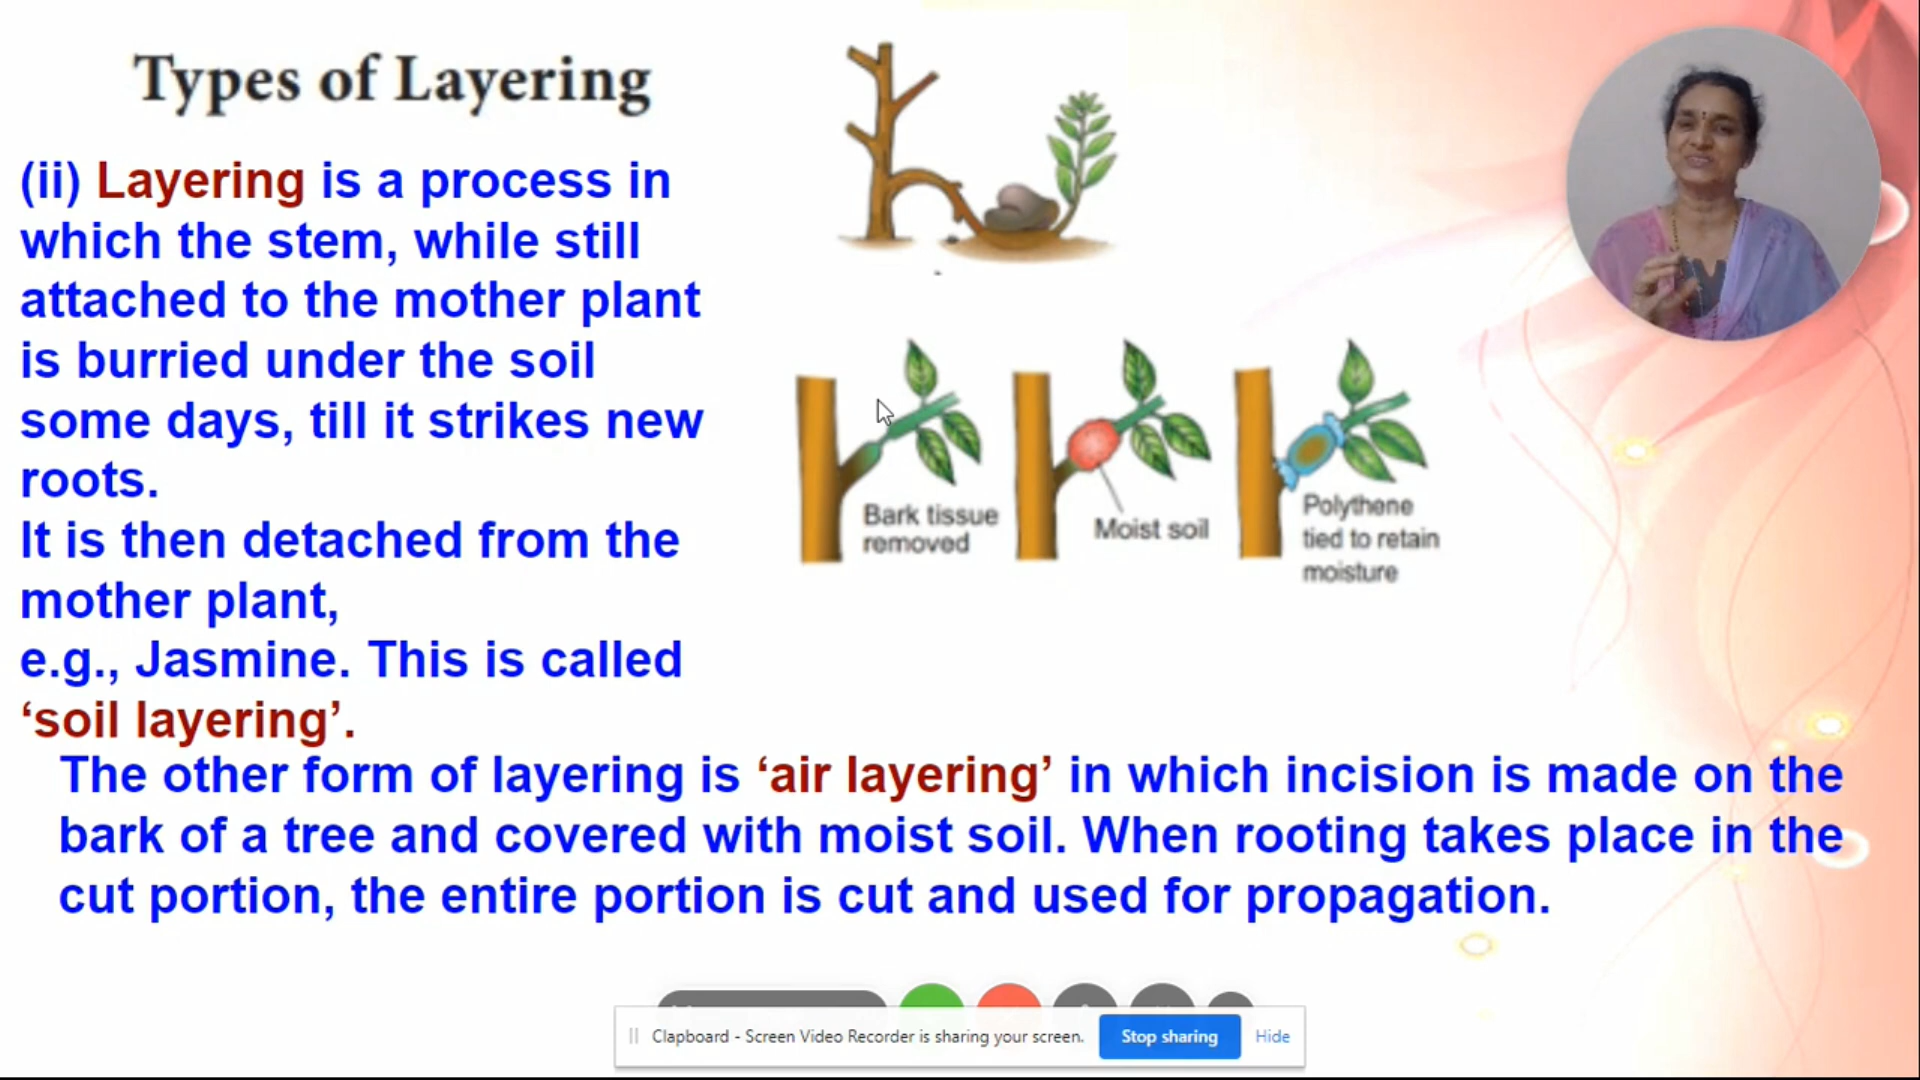 Types of Layering
(ii) Layering is a process in
which the stem, while still
attached to the mother plant
is burried under the soil
some days, till it strikes new
roots.
It is then detached from the
mother plant,
e.g., Jasmine. This is called
‘soil layering’.
Bark tissue
removed
Moist soil
Polythene
tied to retain
moisture
The other form of layering is ‘air layering’ in which incision is made on the
bark of a tree and covered with moist soil. When rooting takes place in the
cut portion, the entire portion is cut and used for propagation.
Clapboard - Screen Video Recorder is sharing your screen. Stop sharing Hide